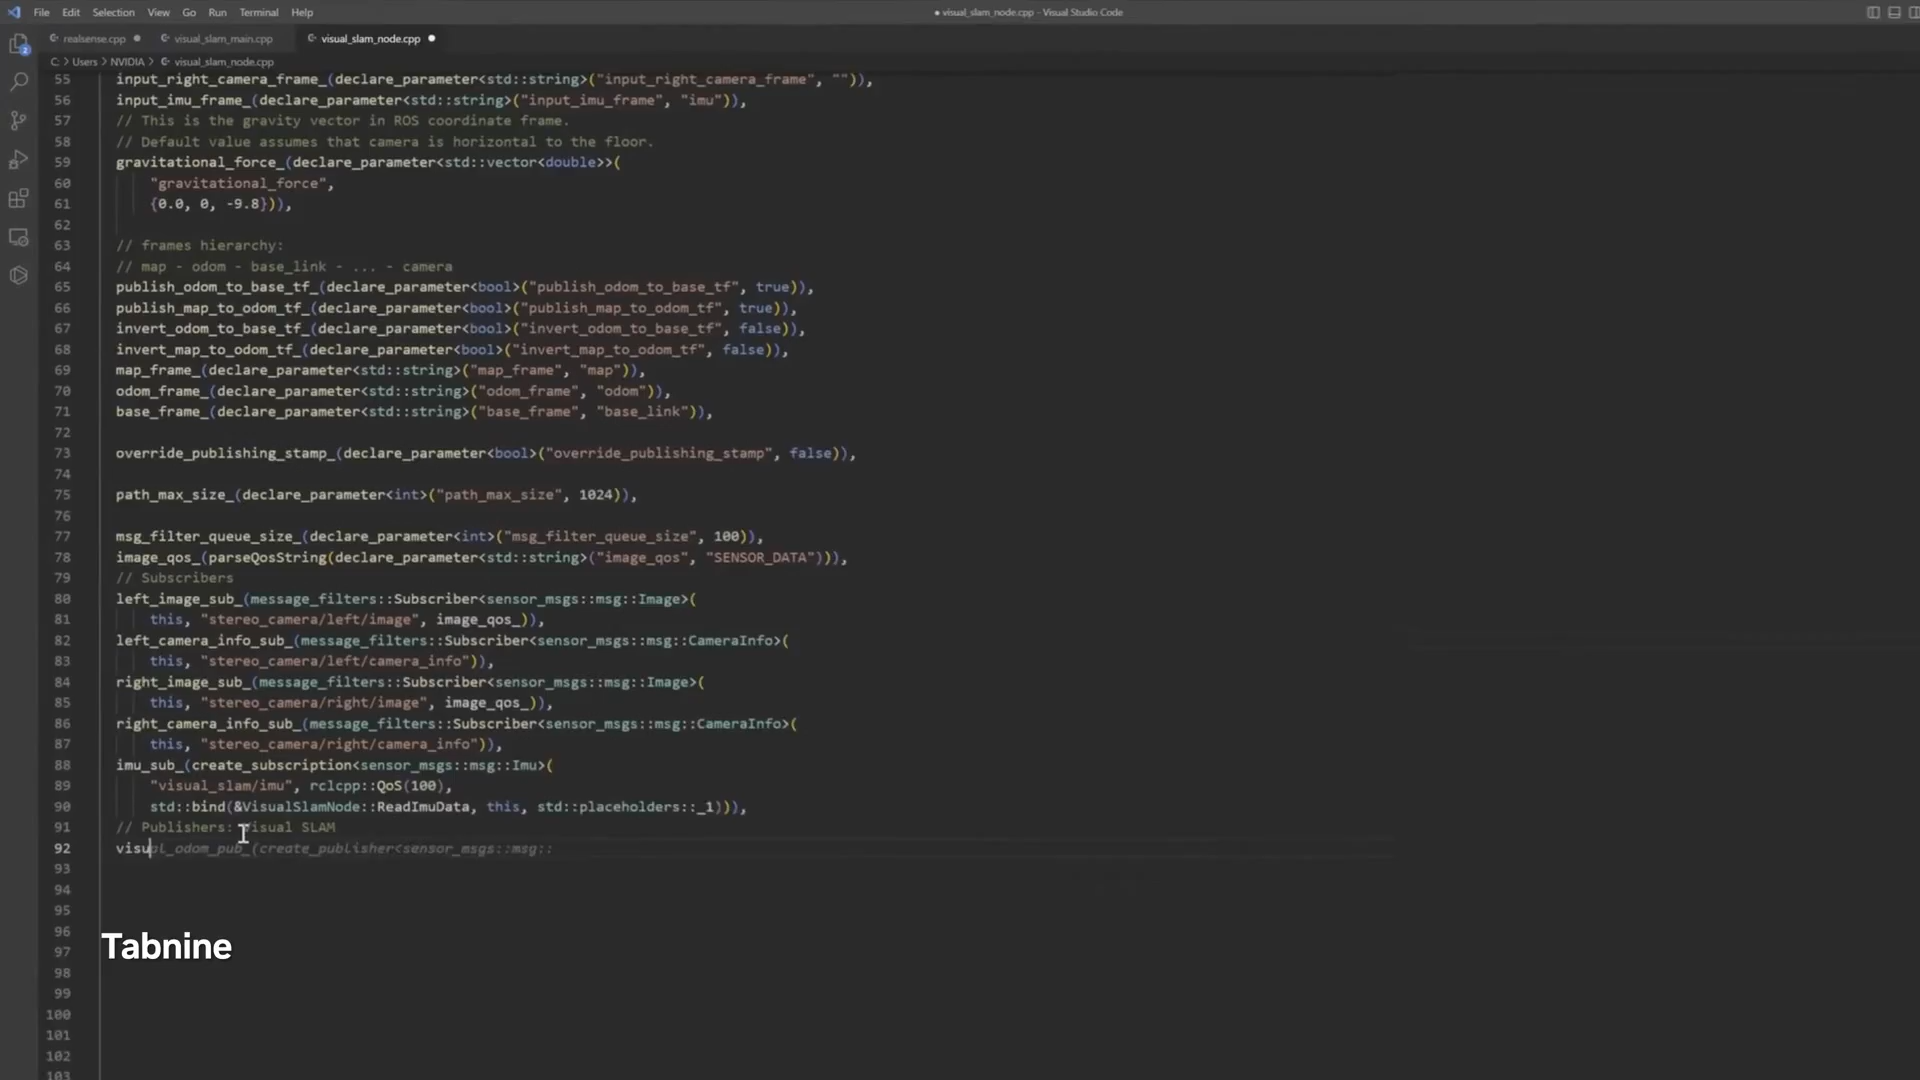 File Edit Selection View Go Run Terminal Help
● visual_slam_node.cpp - Visual Studio Code
realsense.cpp ● visual_slam_main.cpp visual_slam_node.cpp ●
C: > Users > NVIDIA > visual_slam_node.cpp
2
55 input_right_camera_frame_(declare_parameter<std::string>("input_right_camera_frame", "")),
56 input_imu_frame_(declare_parameter<std::string>("input_imu_frame", "imu")),
57 // This is the gravity vector in ROS coordinate frame.
58 // Default value assumes that camera is horizontal to the floor.
59 gravitational_force_(declare_parameter<std::vector<double>>(
60 "gravitational_force",
61 {0.0, 0, -9.8})),
62
63 // frames hierarchy:
64 // map - odom - base_link - ... - camera
65 publish_odom_to_base_tf_(declare_parameter<bool>("publish_odom_to_base_tf", true)),
66 publish_map_to_odom_tf_(declare_parameter<bool>("publish_map_to_odom_tf", true)),
67 invert_odom_to_base_tf_(declare_parameter<bool>("invert_odom_to_base_tf", false)),
68 invert_map_to_odom_tf_(declare_parameter<bool>("invert_map_to_odom_tf", false)),
69 map_frame_(declare_parameter<std::string>("map_frame", "map")),
70 odom_frame_(declare_parameter<std::string>("odom_frame", "odom")),
71 base_frame_(declare_parameter<std::string>("base_frame", "base_link")),
72
73 override_publishing_stamp_(declare_parameter<bool>("override_publishing_stamp", false)),
74
75 path_max_size_(declare_parameter<int>("path_max_size", 1024)),
76
77 msg_filter_queue_size_(declare_parameter<int>("msg_filter_queue_size", 100)),
78 image_qos_(parseQosString(declare_parameter<std::string>("image_qos", "SENSOR_DATA"))),
79 // Subscribers
80 left_image_sub_(message_filters::Subscriber<sensor_msgs::msg::Image>(
81 this, "stereo_camera/left/image", image_qos_)),
82 left_camera_info_sub_(message_filters::Subscriber<sensor_msgs::msg::CameraInfo>(
83 this, "stereo_camera/left/camera_info")),
84 right_image_sub_(message_filters::Subscriber<sensor_msgs::msg::Image>(
85 this, "stereo_camera/right/image", image_qos_)),
86 right_camera_info_sub_(message_filters::Subscriber<sensor_msgs::msg::CameraInfo>(
87 this, "stereo_camera/right/camera_info")),
88 imu_sub_(create_subscription<sensor_msgs::msg::Imu>(
89 "visual_slam/imu", rclcpp::QoS(100),
90 std::bind(&VisualSlamNode::ReadImuData, this, std::placeholders::_1))),
91 // Publishers: Visual SLAM
92 visual_odom_pub_(create_publisher<sensor_msgs::msg::
93
94
95
96
Tabnine
97
98
99
100
101
102
103